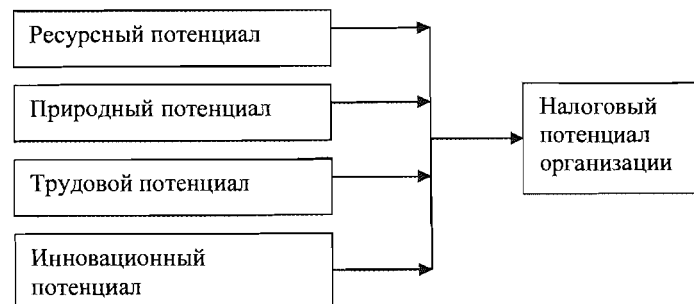 Ресурсный потенциал
Природный потенциал
Трудовой потенциал
Инновационный
потенциал
Налоговый
потенциал
организации